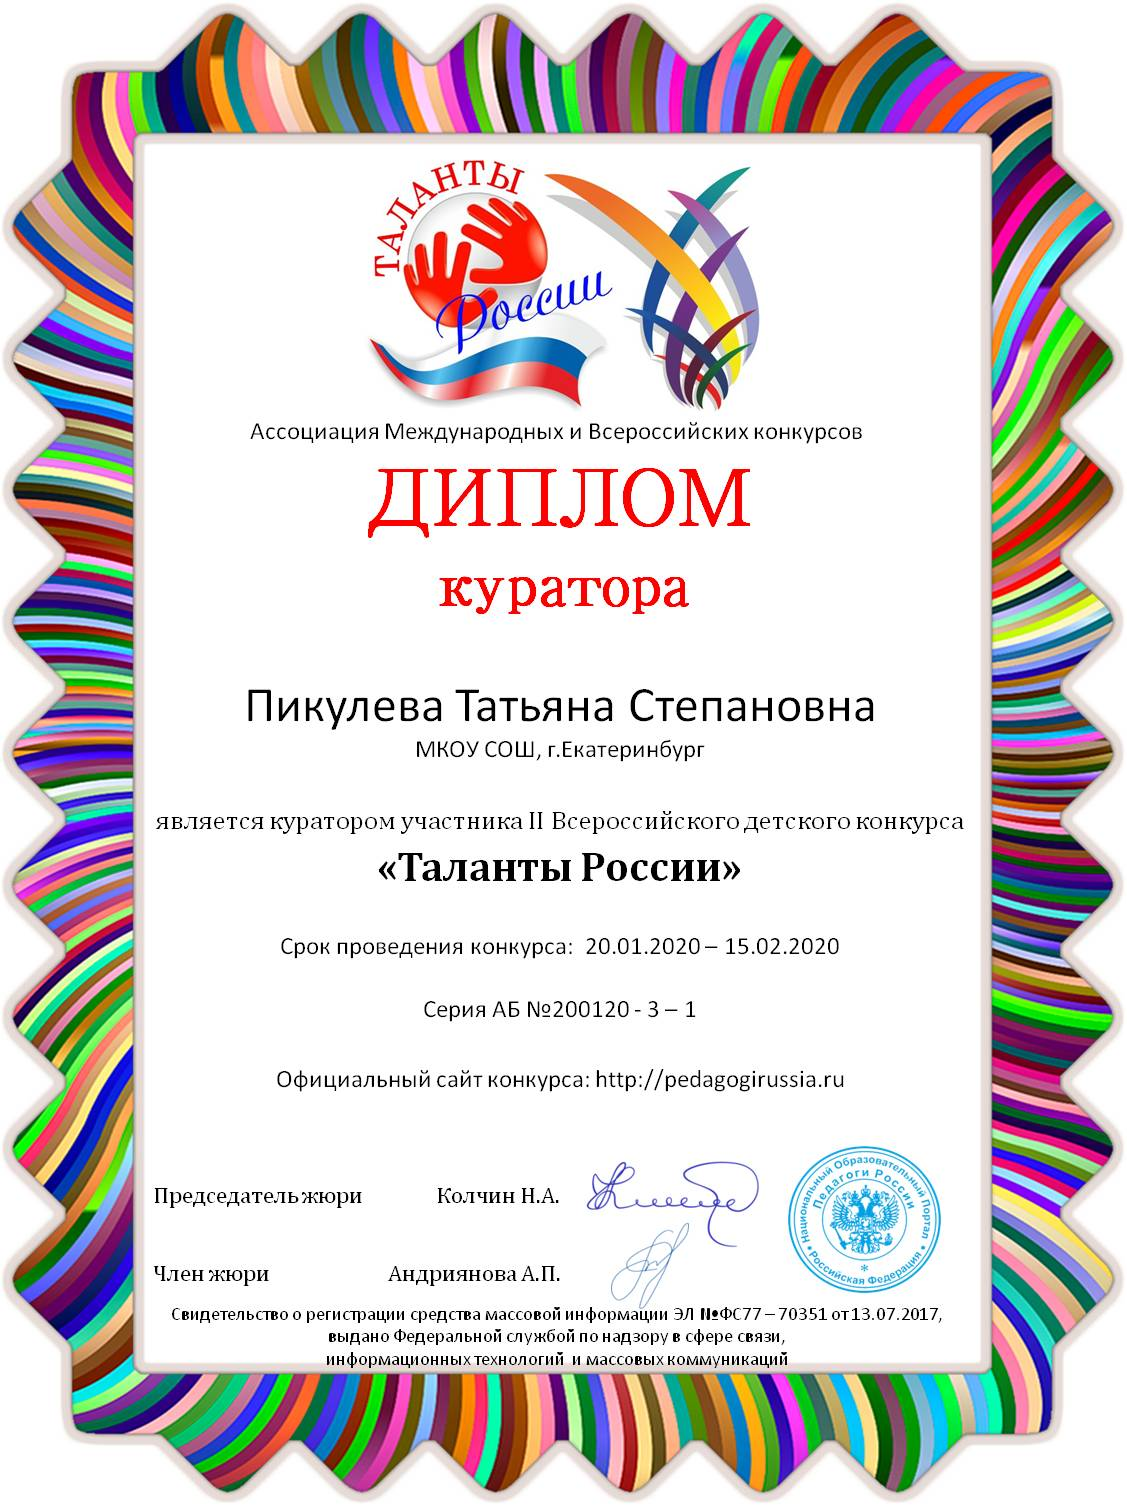 ТАЛАНТЫ
России
Ассоциация Международных и Всероссийских конкурсов
ДИПЛОМ
куратора
Пикулева Татьяна Степановна
МКОУ СОШ, г.Екатеринбург
является куратором участника II Всероссийского детского конкурса
«Таланты России»
Срок проведения конкурса: 20.01.2020 – 15.02.2020
Серия АБ №200120 - 3 – 1
Официальный сайт конкурса: http://pedagogirussia.ru
Председатель жюри Колчин Н.А.
Национальный Образовательный Портал
Педагоги России
* Российская Федерация *
Член жюри Андриянова А.П.
Свидетельство о регистрации средства массовой информации ЭЛ №ФС77 – 70351 от 13.07.2017,
выдано Федеральной службой по надзору в сфере связи,
информационных технологий и массовых коммуникаций